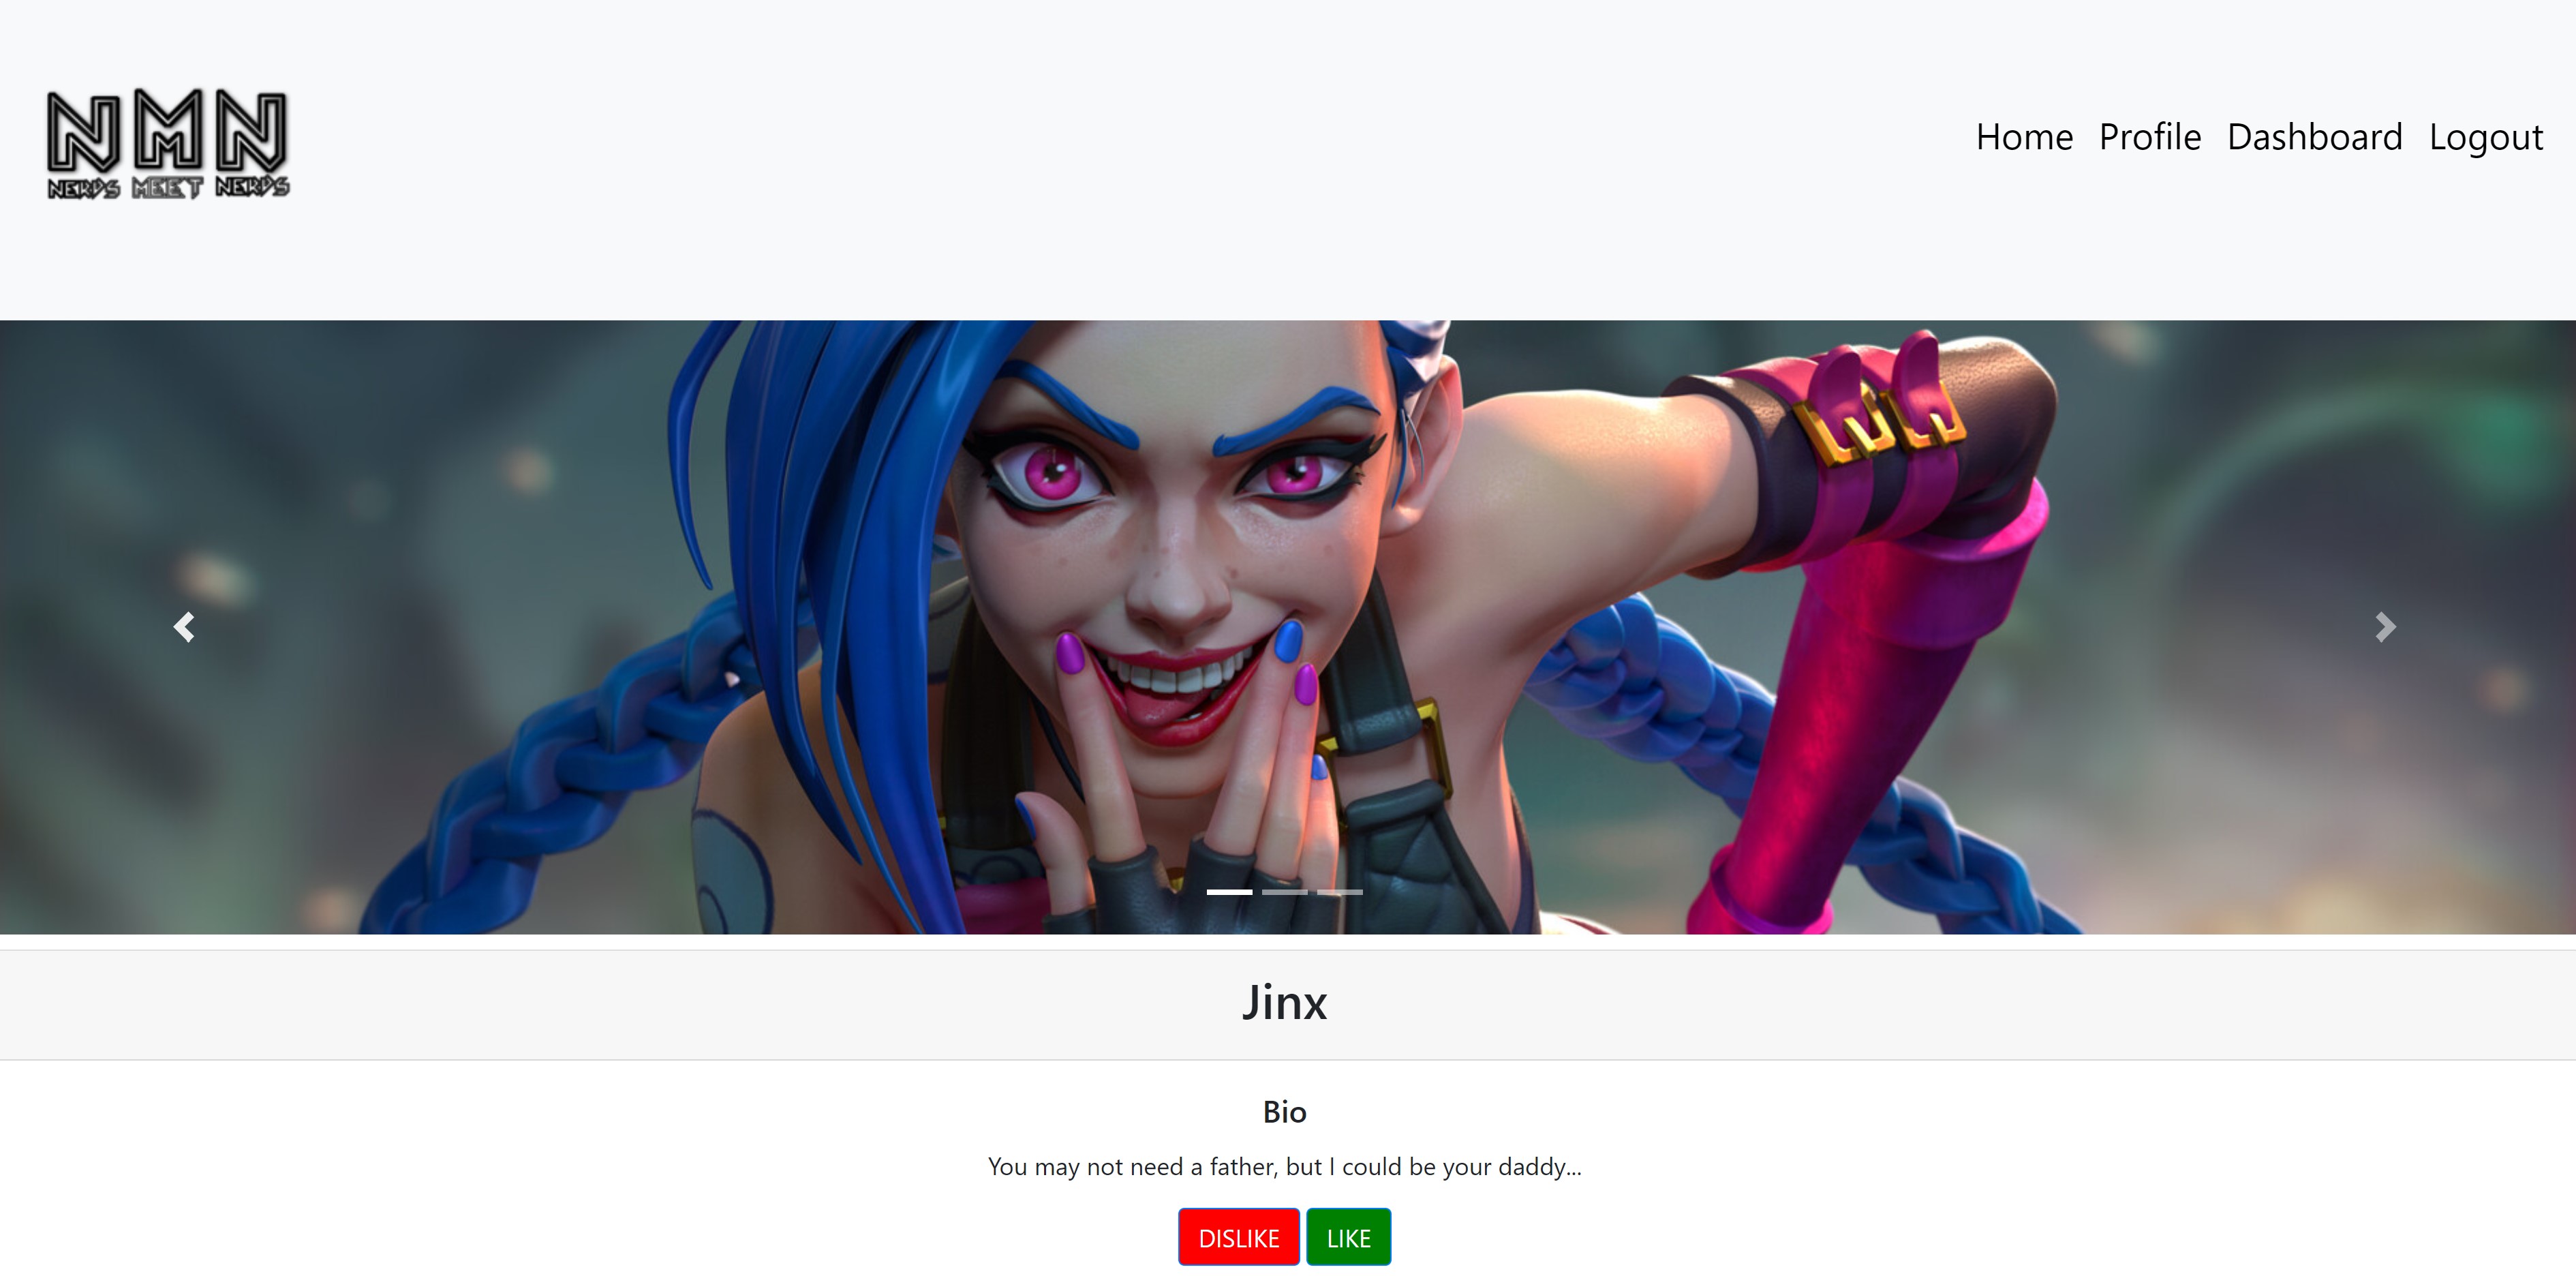 NMN
NERDS MEET NERDS
Home Profile Dashboard Logout
Jinx
Bio
You may not need a father, but I could be your daddy...
DISLIKE LIKE